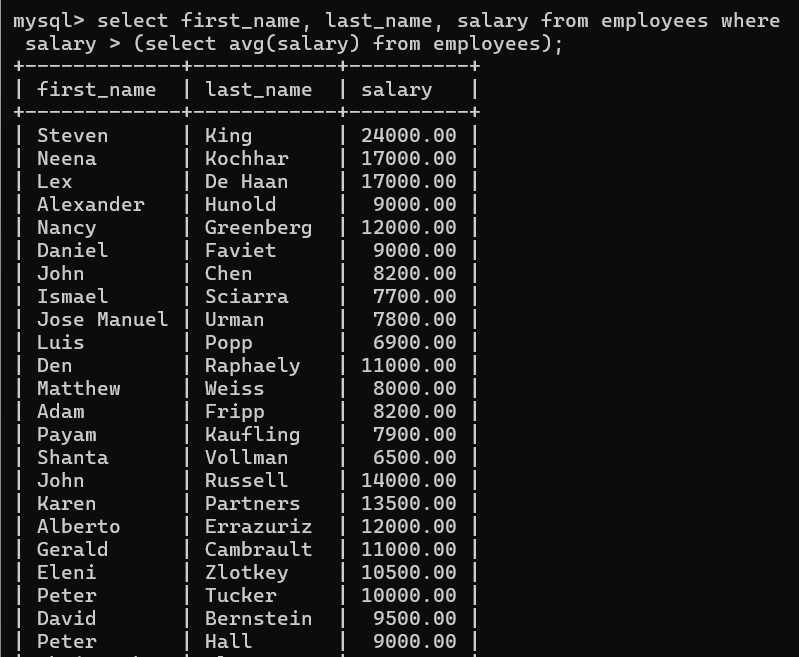 mysql> select first_name, last_name, salary from employees where
 salary > (select avg(salary) from employees);
+-------------+------------+----------+
| first_name  | last_name  | salary   |
+-------------+------------+----------+
| Steven      | King       | 24000.00 |
| Neena       | Kochhar    | 17000.00 |
| Lex         | De Haan    | 17000.00 |
| Alexander   | Hunold     |  9000.00 |
| Nancy       | Greenberg  | 12000.00 |
| Daniel      | Faviet     |  9000.00 |
| John        | Chen       |  8200.00 |
| Ismael      | Sciarra    |  7700.00 |
| Jose Manuel | Urman      |  7800.00 |
| Luis        | Popp       |  6900.00 |
| Den         | Raphaely   | 11000.00 |
| Matthew     | Weiss      |  8000.00 |
| Adam        | Fripp      |  8200.00 |
| Payam       | Kaufling   |  7900.00 |
| Shanta      | Vollman    |  6500.00 |
| John        | Russell    | 14000.00 |
| Karen       | Partners   | 13500.00 |
| Alberto     | Errazuriz  | 12000.00 |
| Gerald      | Cambrault  | 11000.00 |
| Eleni       | Zlotkey    | 10500.00 |
| Peter       | Tucker     | 10000.00 |
| David       | Bernstein  |  9500.00 |
| Peter       | Hall       |  9000.00 |